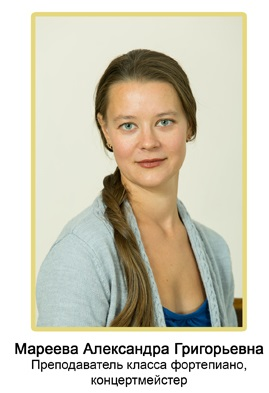 Мареева Александра Григорьевна
Преподаватель класса фортепиано,
концертмейстер